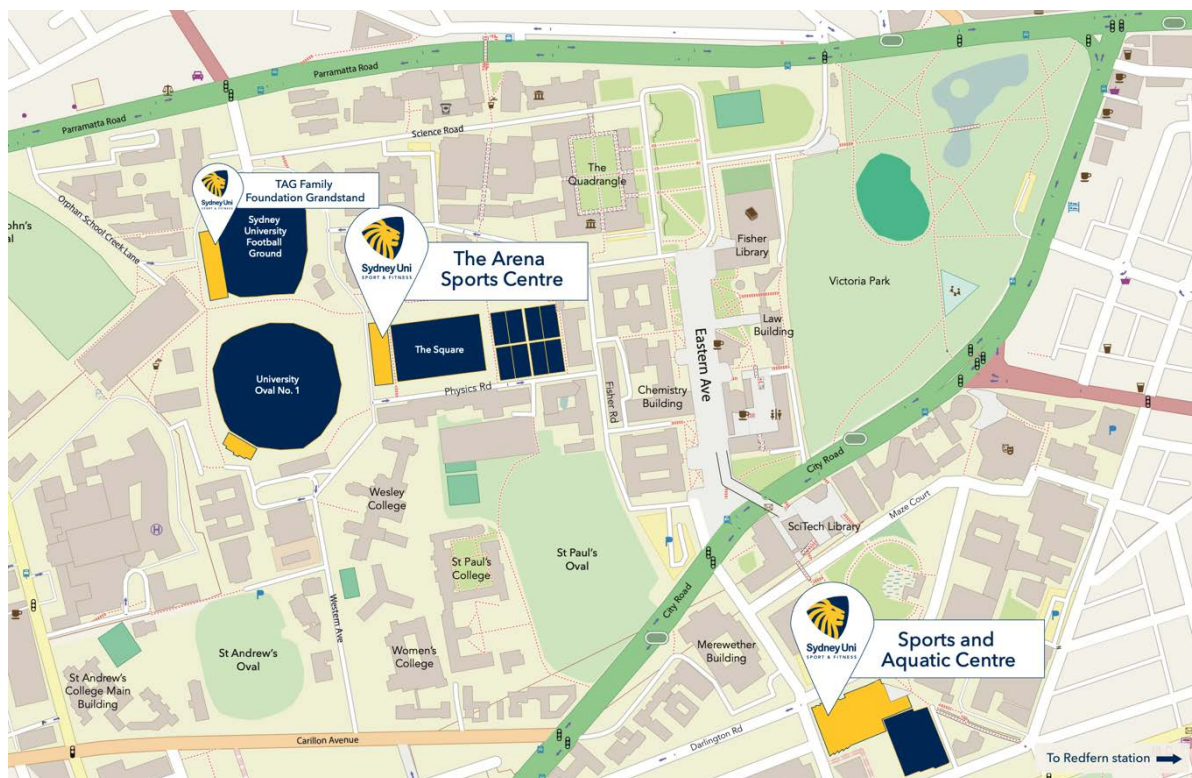 Parramatta Road
Parramatta Road
Science Road
Orphan School Creek Lane
TAG Family
Foundation Grandstand
Sydney Uni
Sydney
University
Football
Ground
Sydney Uni
SPORT & FITNESS
The Arena
Sports Centre
The
Quadrangle
Fisher
Library
Victoria Park
Law
Building
Eastern Ave
The Square
Physics Rd
Fisher Rd
Chemistry
Building
University
Oval No. 1
City Road
Maze Court
SciTech Library
Wesley
College
St Paul's
College
St Paul's
Oval
City Road
Western Ave
St Andrew's
Oval
Women's
College
Merewether
Building
St Andrew's
College Main
Building
Sydney Uni
SPORT & FITNESS
Sports and
Aquatic Centre
Carillon Avenue
Darlington Rd
To Redfern station